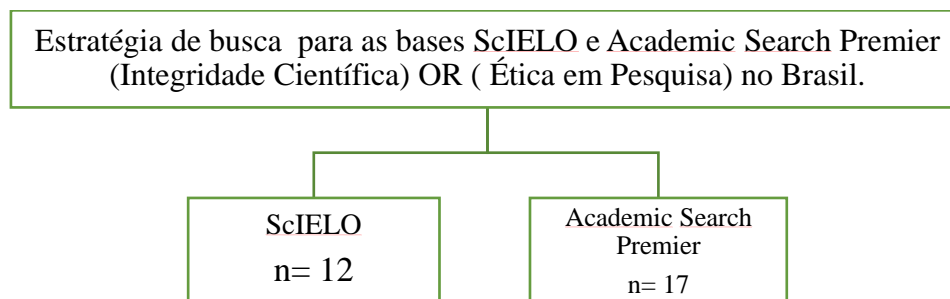 Estratégia de busca para as bases ScIELO e Academic Search Premier
(Integridade Científica) OR ( Ética em Pesquisa) no Brasil.
ScIELO
n= 12
Academic Search
Premier
n= 17